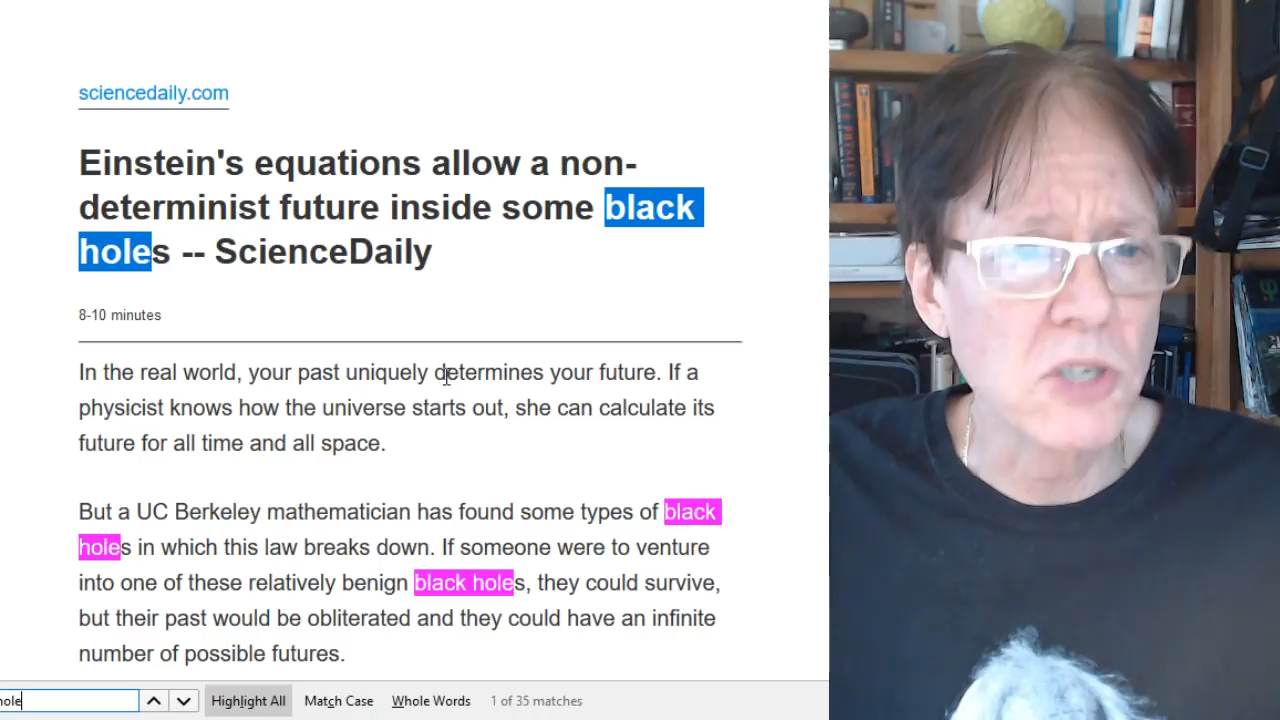 sciencedaily.com
Einstein's equations allow a non-
determinist future inside some black
holes -- ScienceDaily
8-10 minutes
In the real world, your past uniquely determines your future. If a
physicist knows how the universe starts out, she can calculate its
future for all time and all space.
But a UC Berkeley mathematician has found some types of black
holes in which this law breaks down. If someone were to venture
into one of these relatively benign black holes, they could survive,
but their past would be obliterated and they could have an infinite
number of possible futures.
hole Highlight All Match Case Whole Words 1 of 35 matches